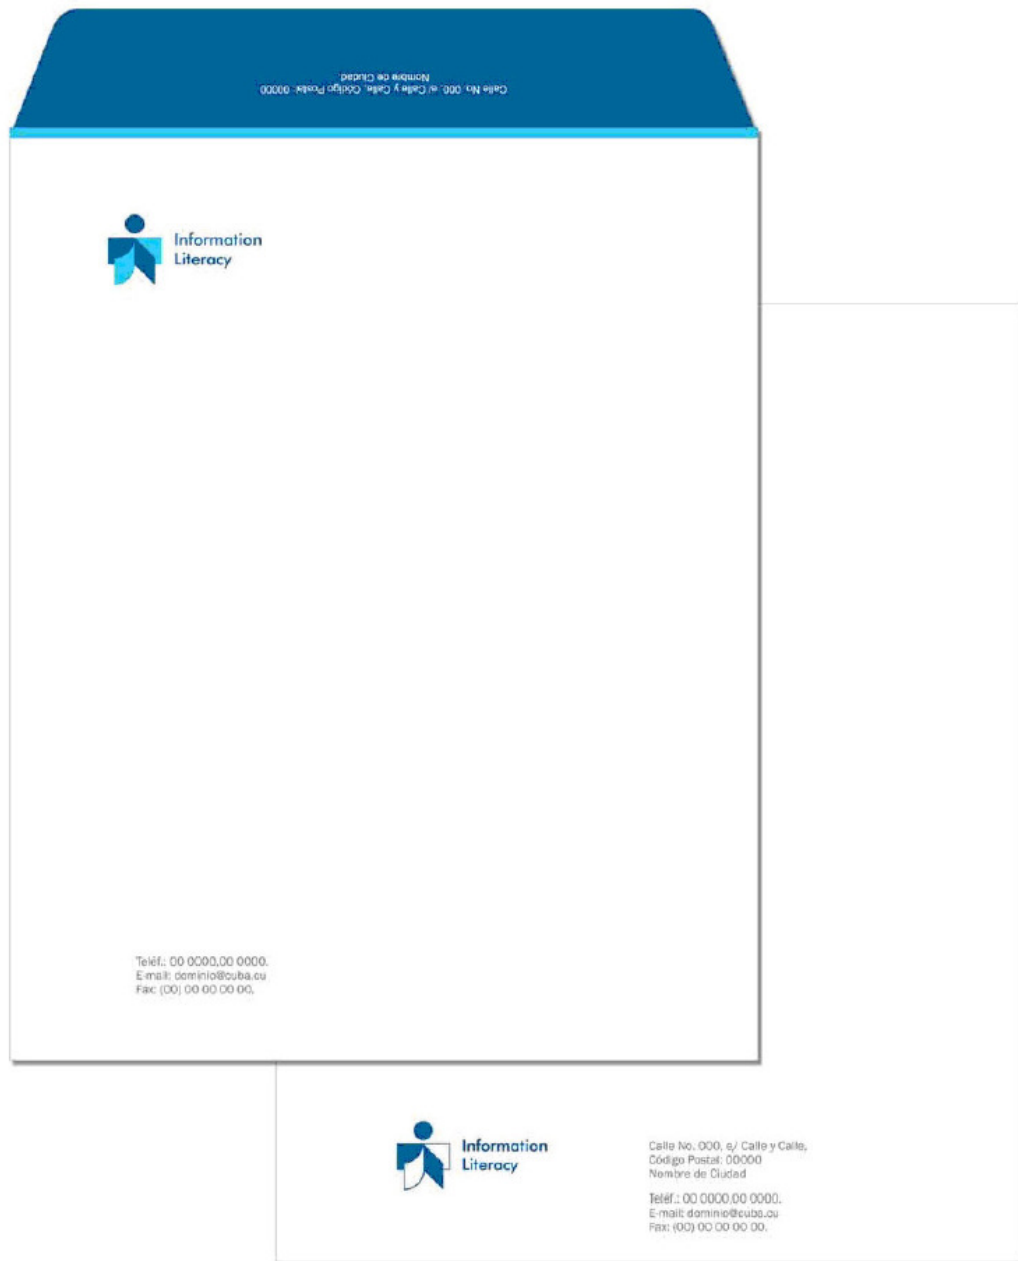 Calle No. 000, e/ Calle y Calle, Código Postal: 00000
Nombre de Ciudad.
Information
Literacy
Teléf.: 00 0000,00 0000.
E-mail: dominio@cuba.cu
Fax: (00) 00 00 00 00.
Information
Literacy
Calle No. 000, e/ Calle y Calle,
Código Postal: 00000
Nombre de Ciudad
Teléf.: 00 0000,00 0000.
E-mail: dominio@cuba.cu
Fax: (00) 00 00 00 00.